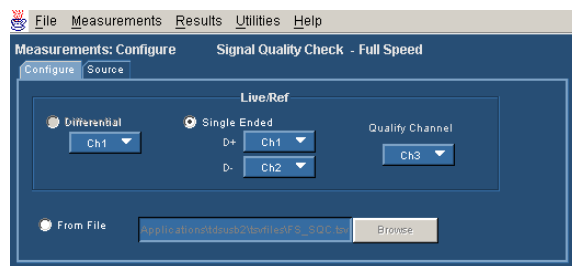 File Measurements Results Utilities Help
Measurements: Configure Signal Quality Check - Full Speed
Configure Source
Live/Ref
Differential Single Ended Qualify Channel
Ch1 D+ Ch1 Ch3
D- Ch2
From File Applications\tdsusb2\tsvfiles\FS_SQC.tsv Browse